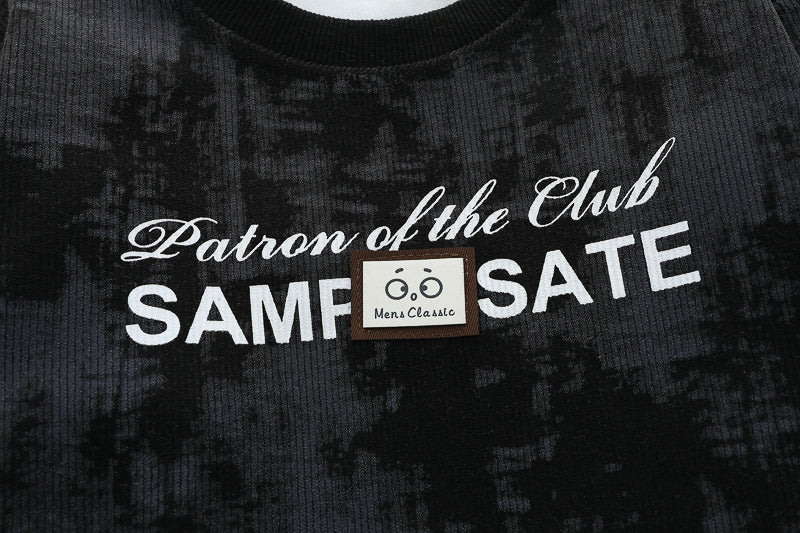 Patron of the Club
SAMP SATE
Mens Classic